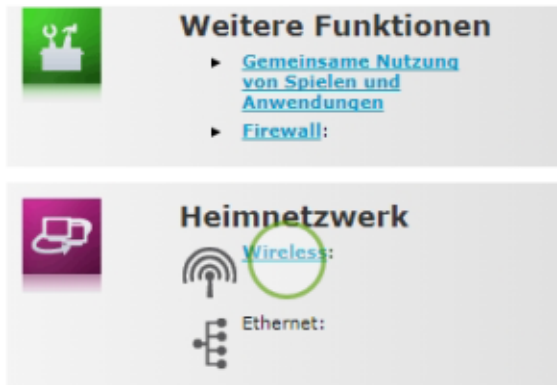 Weitere Funktionen
Gemeinsame Nutzung
von Spielen und
Anwendungen
Firewall:
Heimnetzwerk
Wireless:
Ethernet: